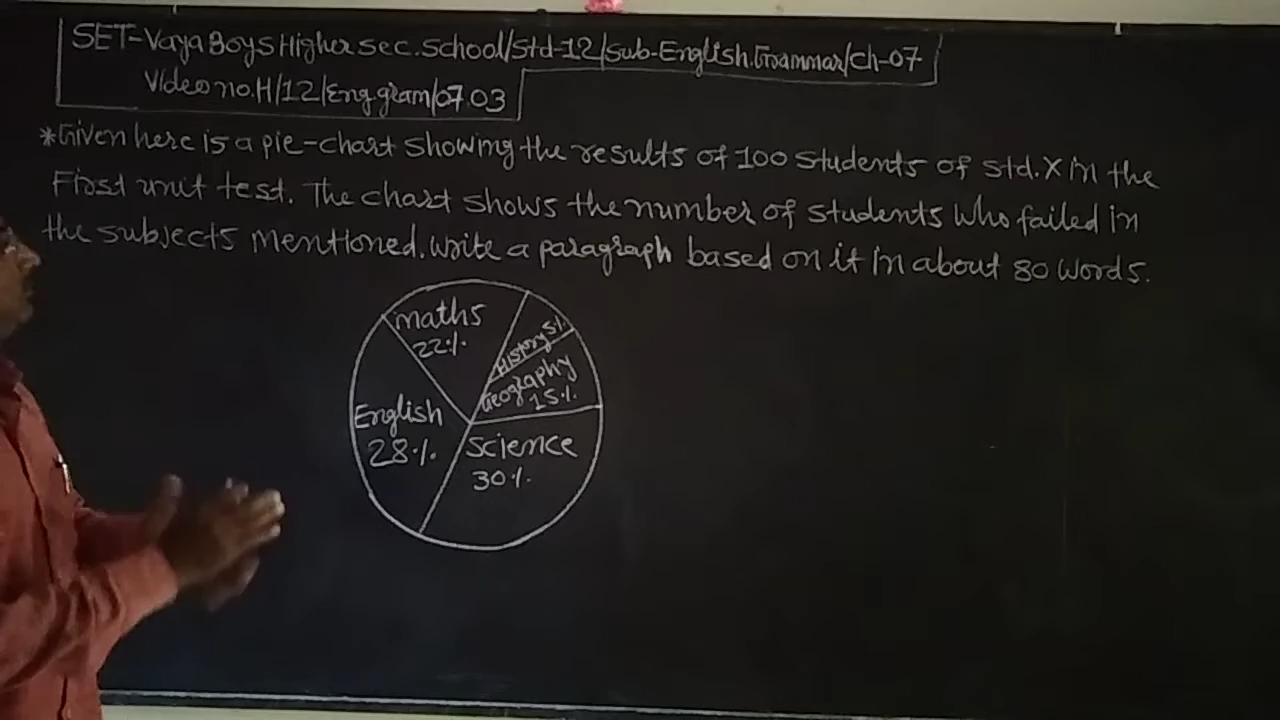 SET-Vaya Boys Higher Sec. School/Std-12/Sub-English.Grammar/Ch-07
Video no.H/12/Eng gram/07.03
*Given here is a pie-chart showing the results of 100 students of std. X in the
First unit test. The chart shows the number of students who failed in
the subjects mentioned. Write a paragraph based on it in about 80 words.
maths
22%
History 5%
Geography
15%
English
28%
Science
30%